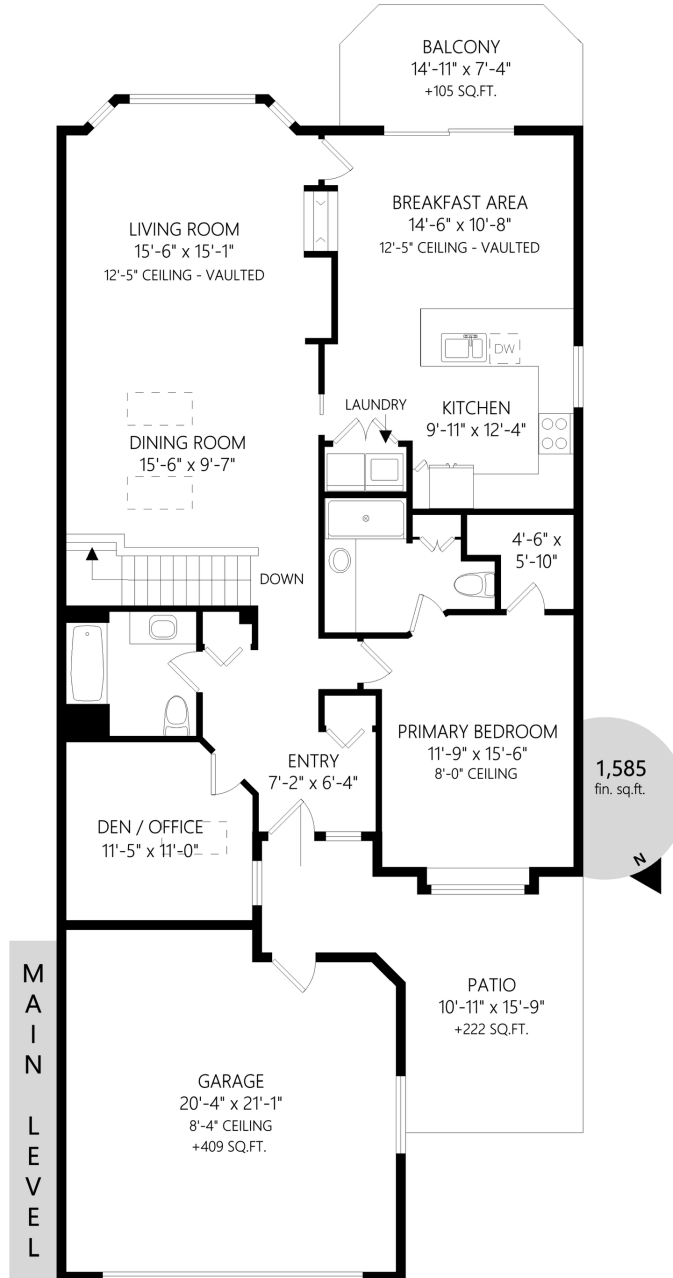 BALCONY
14'-11" x 7'-4"
+105 SQ.FT.
LIVING ROOM
15'-6" x 15'-1"
12'-5" CEILING - VAULTED
BREAKFAST AREA
14'-6" x 10'-8"
12'-5" CEILING - VAULTED
DW
LAUNDRY
KITCHEN
9'-11" x 12'-4"
DINING ROOM
15'-6" x 9'-7"
4'-6" x
5'-10"
DOWN
PRIMARY BEDROOM
11'-9" x 15'-6"
8'-0" CEILING
ENTRY
7'-2" x 6'-4"
1,585
fin. sq.ft.
N
DEN / OFFICE
11'-5" x 11'-0"
PATIO
10'-11" x 15'-9"
+222 SQ.FT.
GARAGE
20'-4" x 21'-1"
8'-4" CEILING
+409 SQ.FT.
MAIN LEVEL